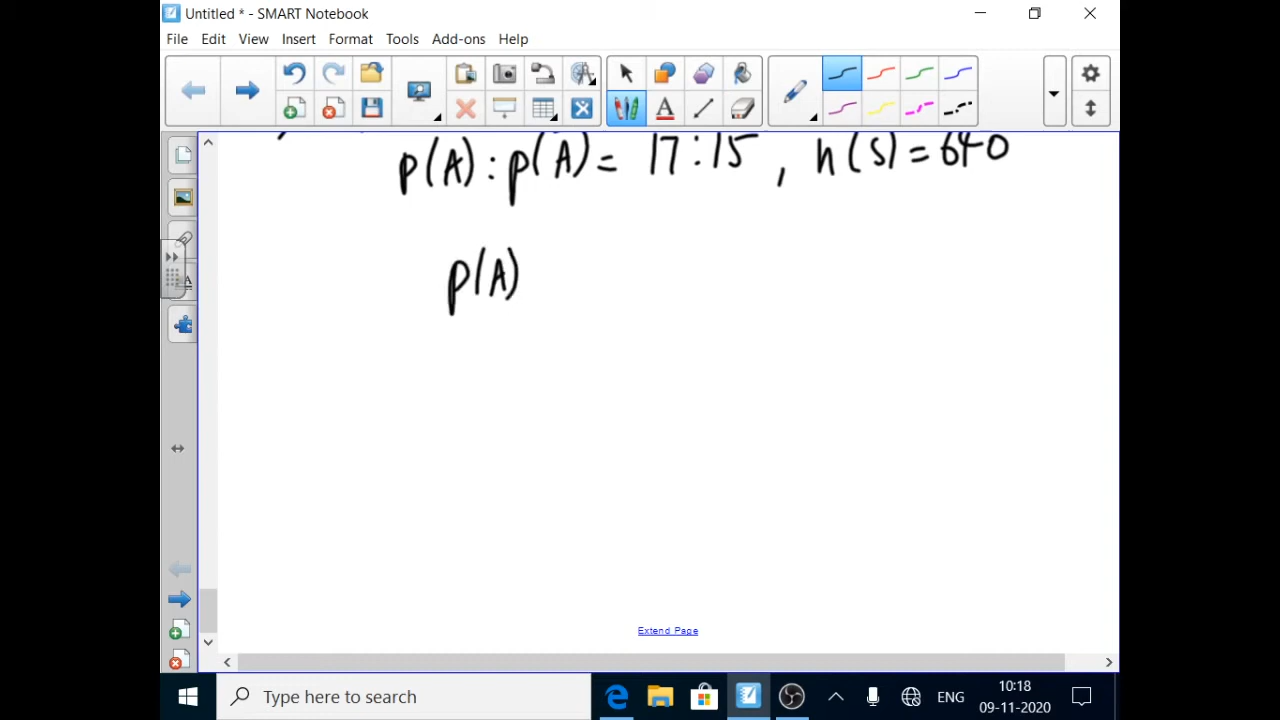 Untitled * - SMART Notebook
File Edit View Insert Format Tools Add-ons Help
p(A) : p(A̅) = 17:15 , n(S) = 640
p(A)
Extend Page
Type here to search
ENG
10:18
09-11-2020